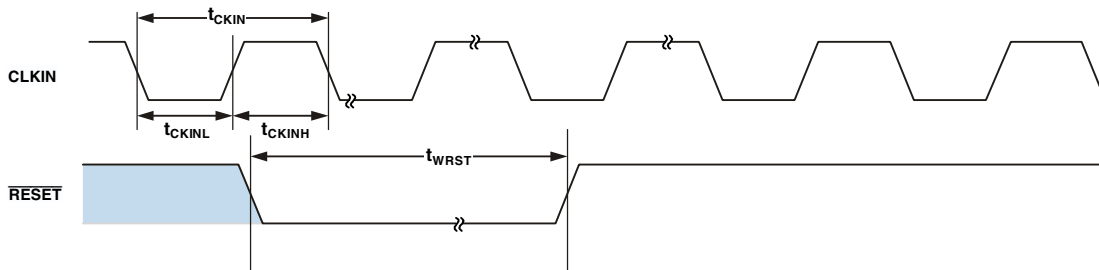 tCKIN
CLKIN
tCKINL
tCKINH
tWRST
RESET